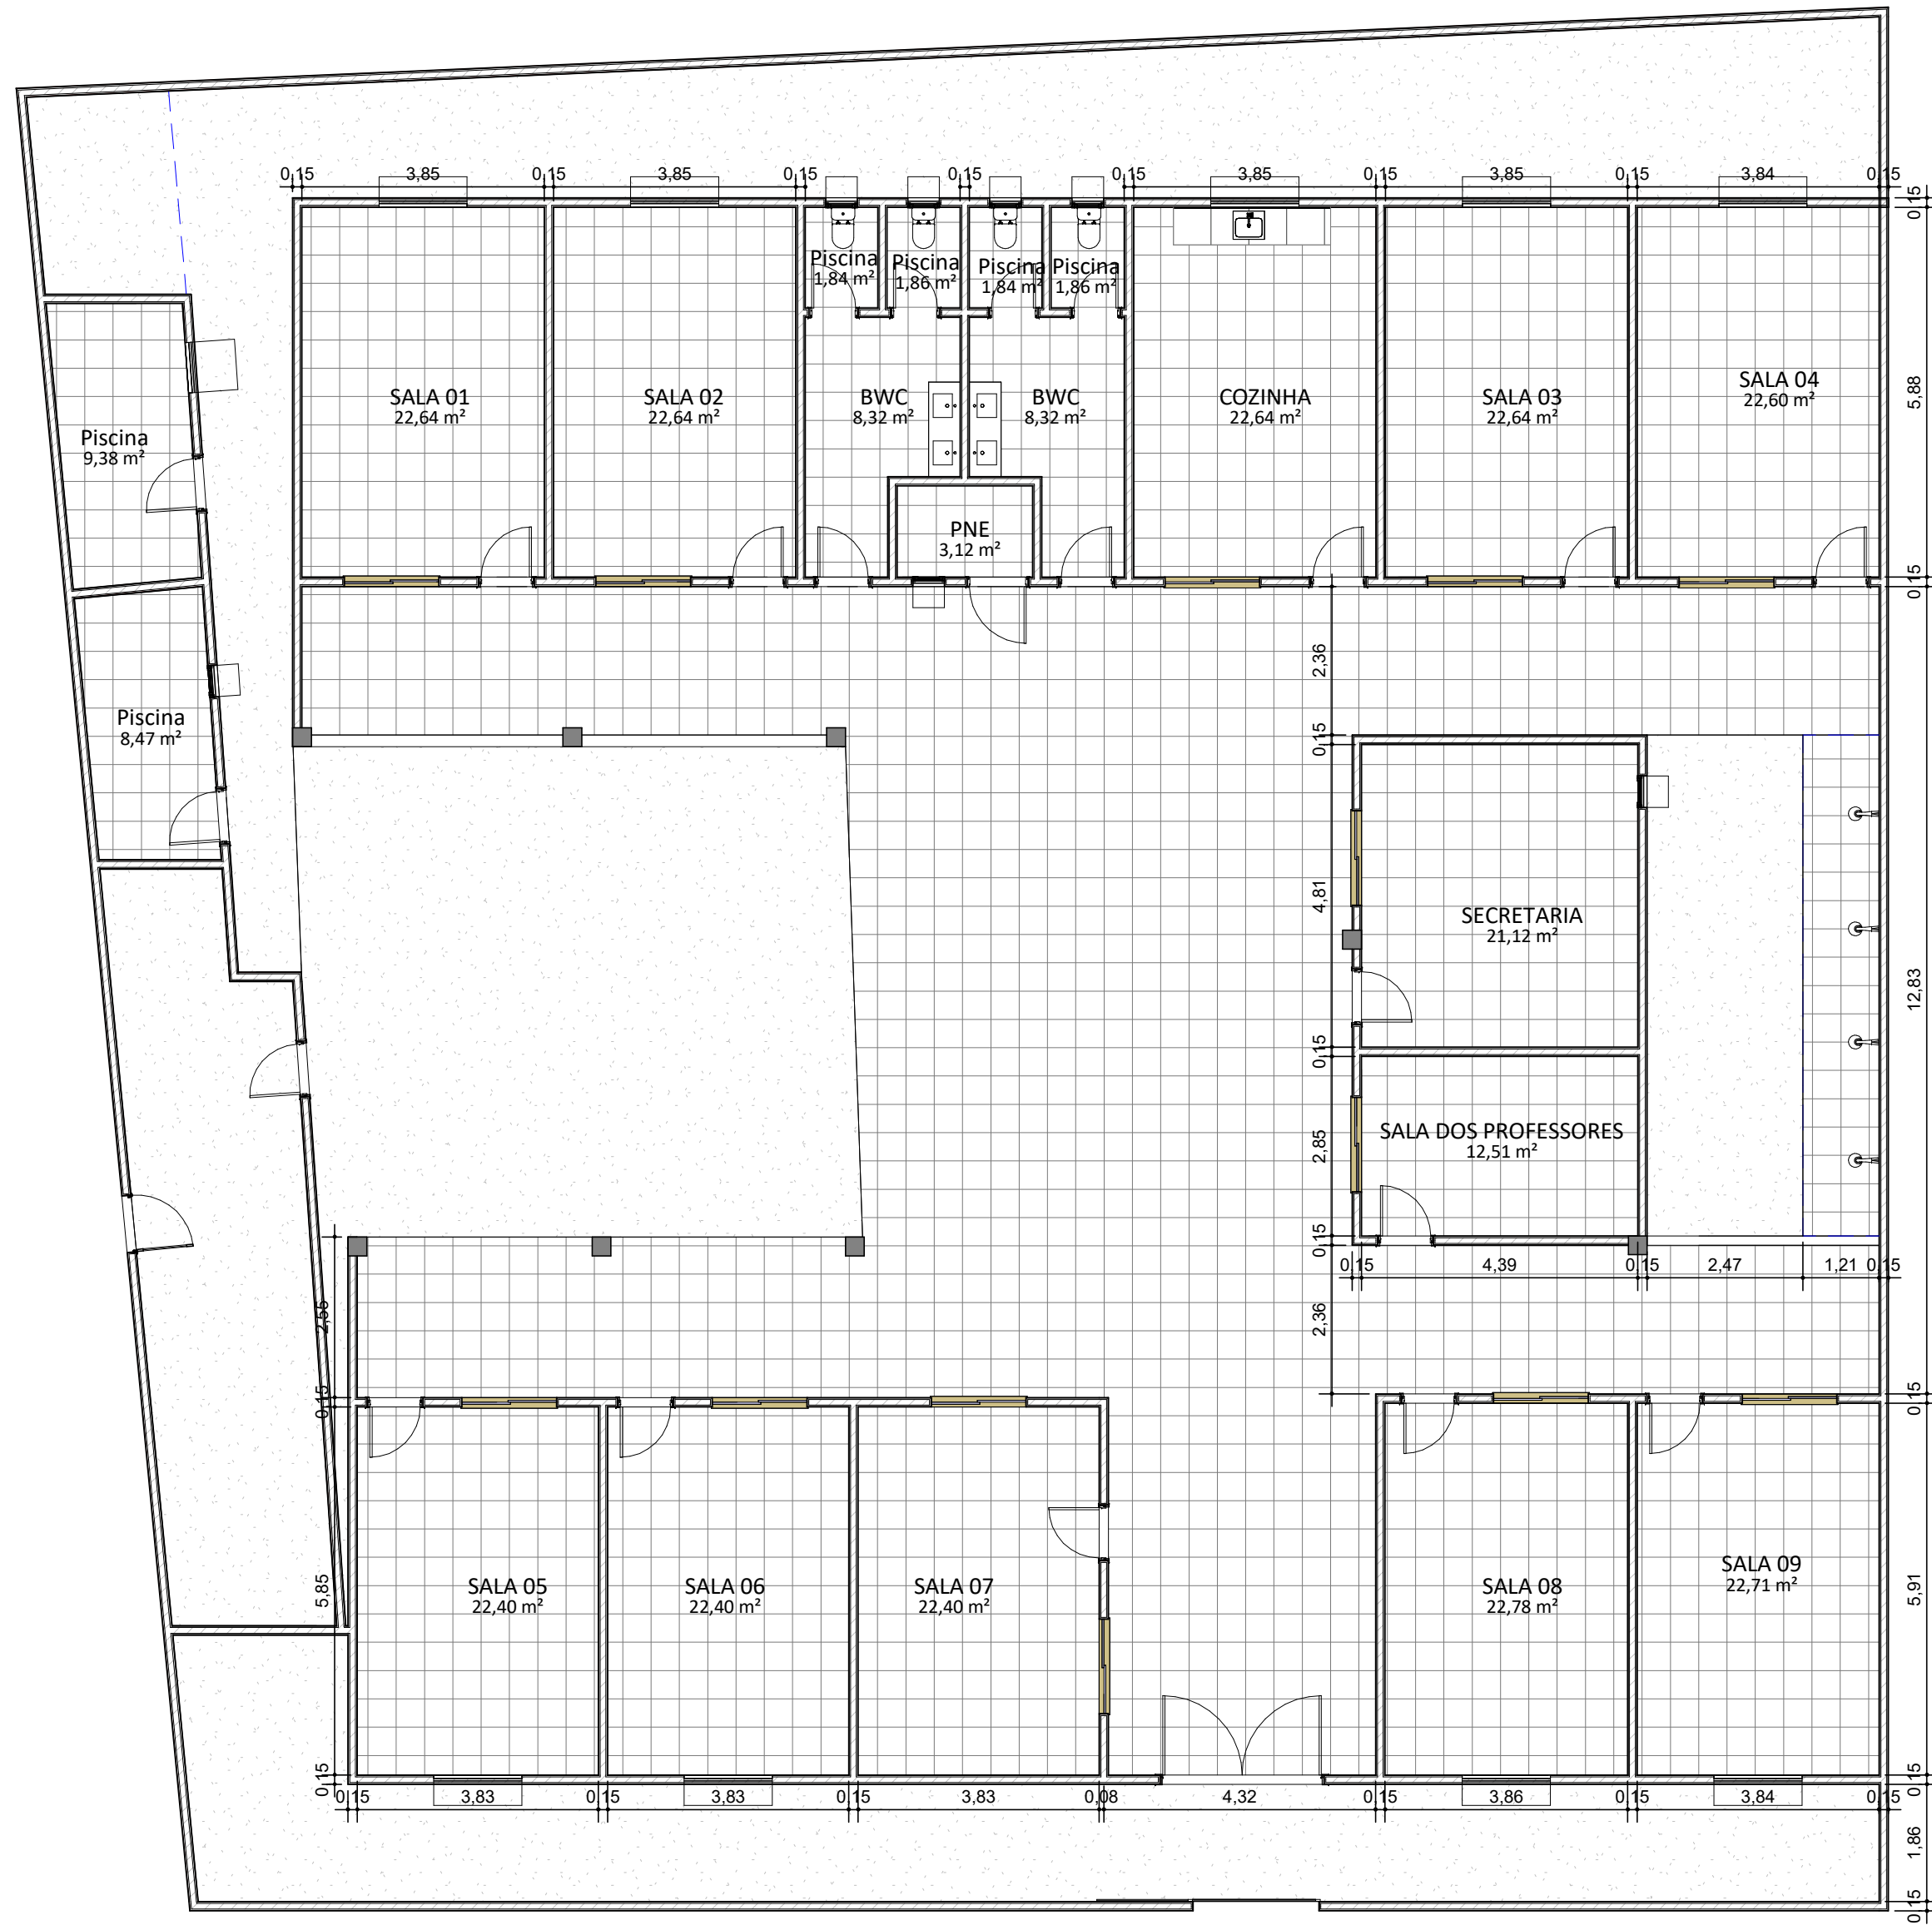 0,15 3,85 0,15 3,85 0,15 0,15 0,15 3,85 0,15 3,85 0,15 3,84 0,15
0,15
Piscina
1,84 m²
Piscina
1,86 m²
Piscina
1,84 m²
Piscina
1,86 m²
SALA 01
22,64 m²
SALA 02
22,64 m²
BWC
8,32 m²
BWC
8,32 m²
COZINHA
22,64 m²
SALA 03
22,64 m²
SALA 04
22,60 m²
5,88
Piscina
9,38 m²
PNE
3,12 m²
0,15
2,36
Piscina
8,47 m²
0,15
4,81
SECRETARIA
21,12 m²
12,83
0,15
2,85
SALA DOS PROFESSORES
12,51 m²
0,15
0,15 4,39 0,15 2,47 1,21 0,15
2,55
2,36
0,15
0,15
5,85
SALA 05
22,40 m²
SALA 06
22,40 m²
SALA 07
22,40 m²
SALA 08
22,78 m²
SALA 09
22,71 m²
5,91
0,15
0,15
0,15 3,83 0,15 3,83 0,15 3,83 0,08 4,32 0,15 3,86 0,15 3,84 0,15
1,86
0,15